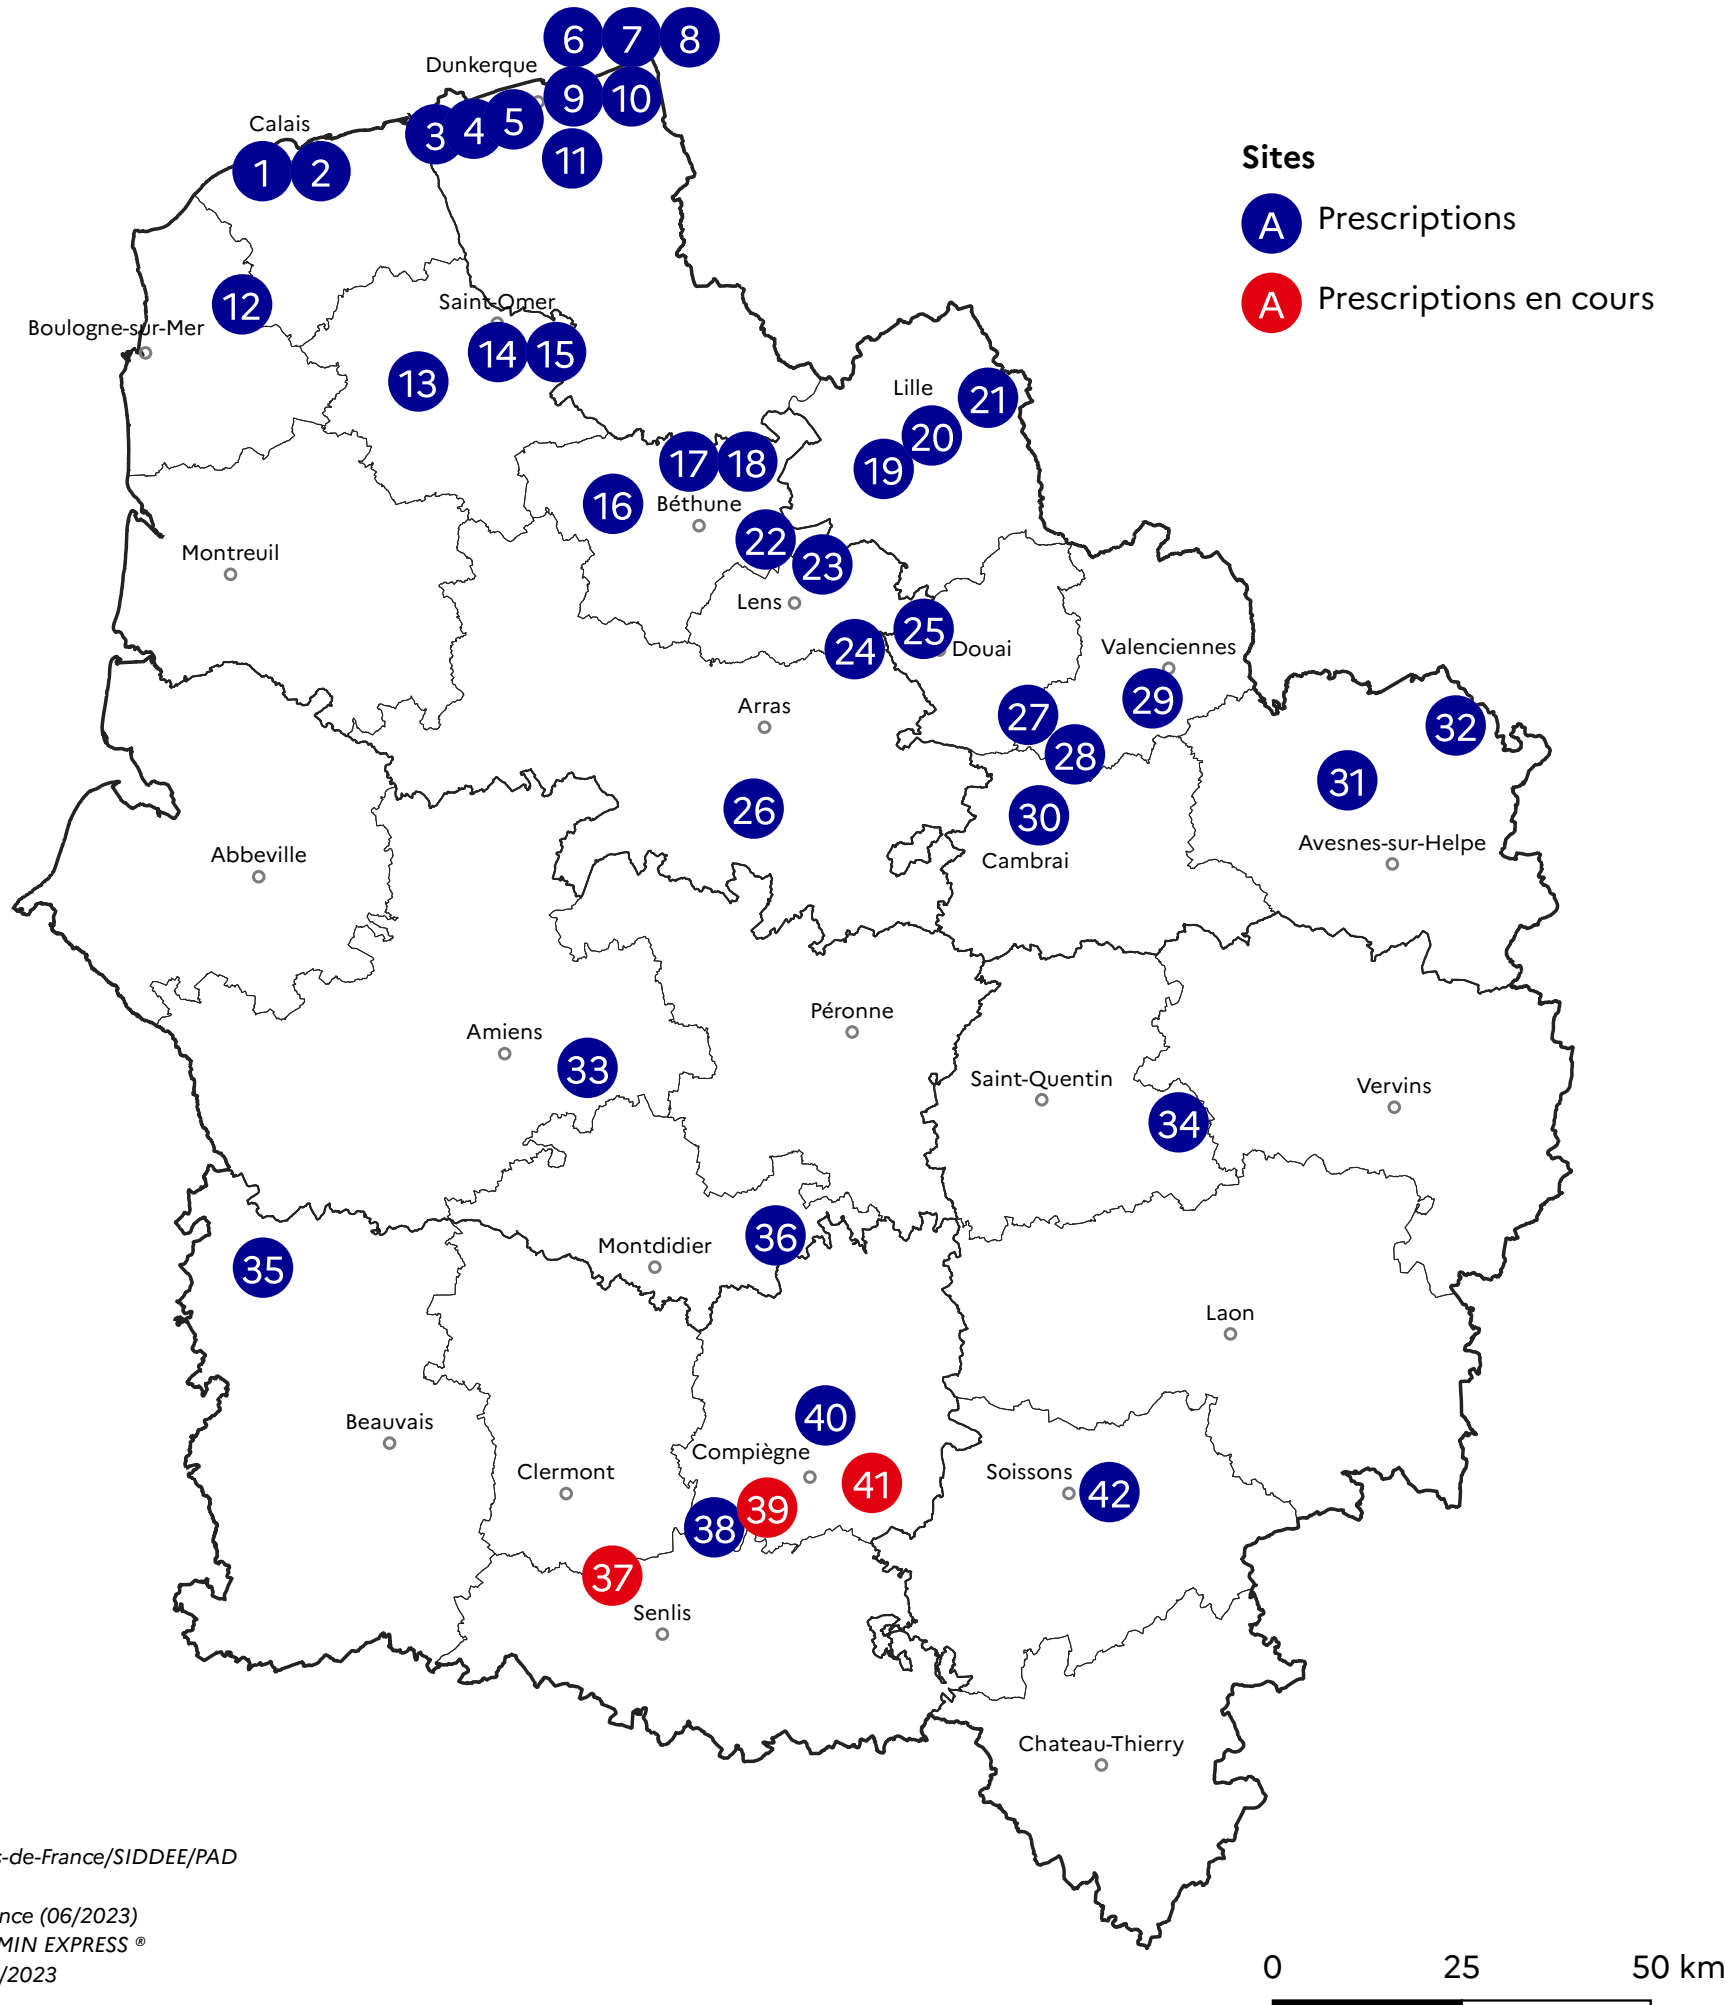 6 7 8
Dunkerque
9 10
5
4
3
Calais
11
1 2
Sites
A Prescriptions
A Prescriptions en cours
12
Saint-Omer
Boulogne-sur-Mer
14 15
13
Lille
21
20
19
17 18
16
Béthune
22
23
Montreuil
Lens
25
24
Douai
Valenciennes
29
27
Arras
32
28
31
26
30
Avesnes-sur-Helpe
Abbeville
Cambrai
Péronne
Amiens
33
Saint-Quentin
Vervins
34
36
Montdidier
35
Laon
40
Beauvais
Compiègne
Clermont
41
Soissons
42
39
38
37
Senlis
Chateau-Thierry
s-de-France/SIDDEE/PAD
nce (06/2023)
MIN EXPRESS ®
/2023
0 25 50 km